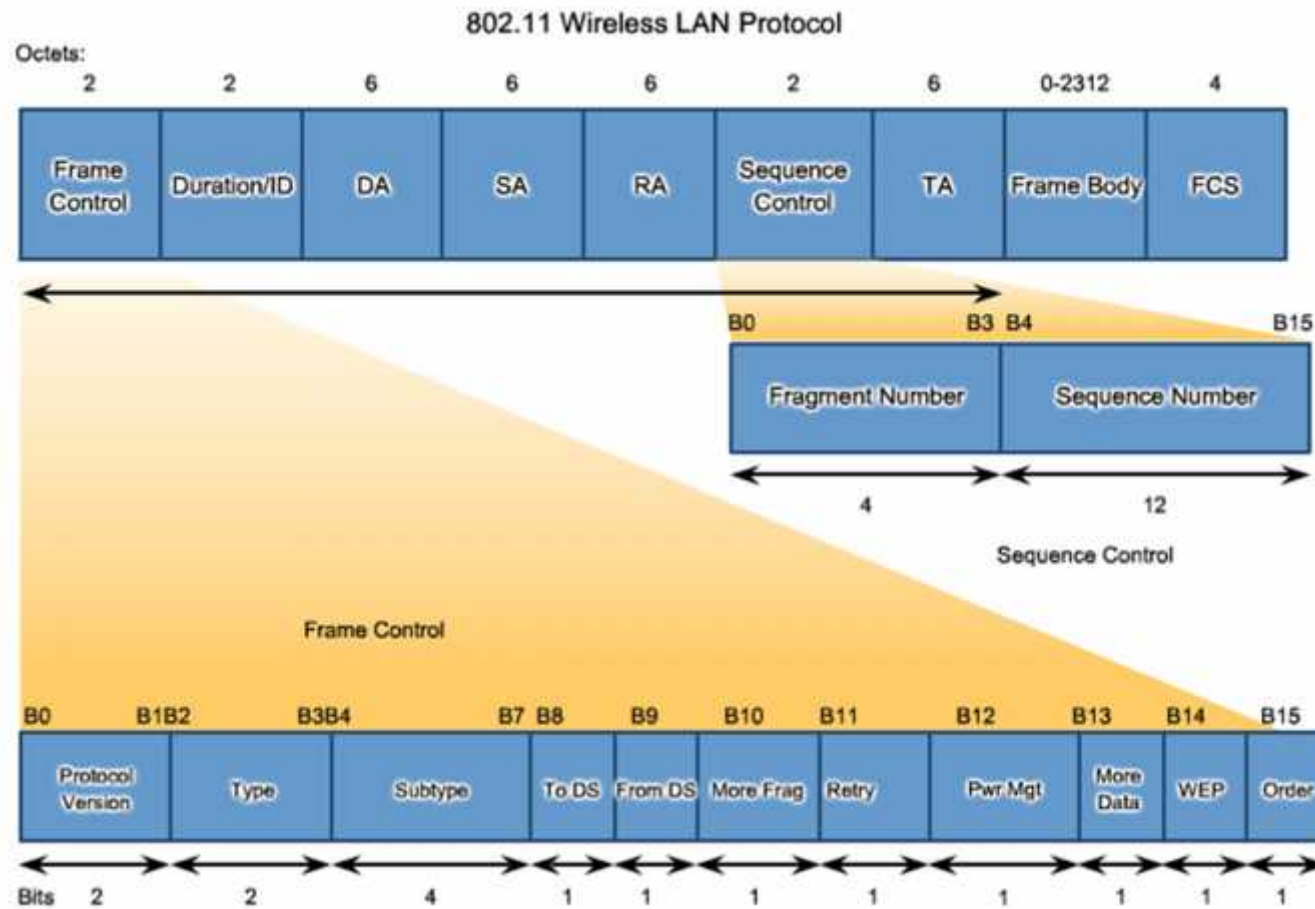 802.11 Wireless LAN Protocol
Octets:
2 2 6 6 6 2 6 0-2312 4
Frame Control
Duration/ID
DA
SA
RA
Sequence Control
TA
Frame Body
FCS
B0 B3 B4 B15
Fragment Number
Sequence Number
4 12
Sequence Control
Frame Control
B0 B1B2 B3B4 B7 B8 B9 B10 B11 B12 B13 B14 B15
Protocol Version
Type
Subtype
To DS
From DS
More Frag
Retry
Pwr Mgt
More Data
WEP
Order
Bits 2 2 4 1 1 1 1 1 1 1 1